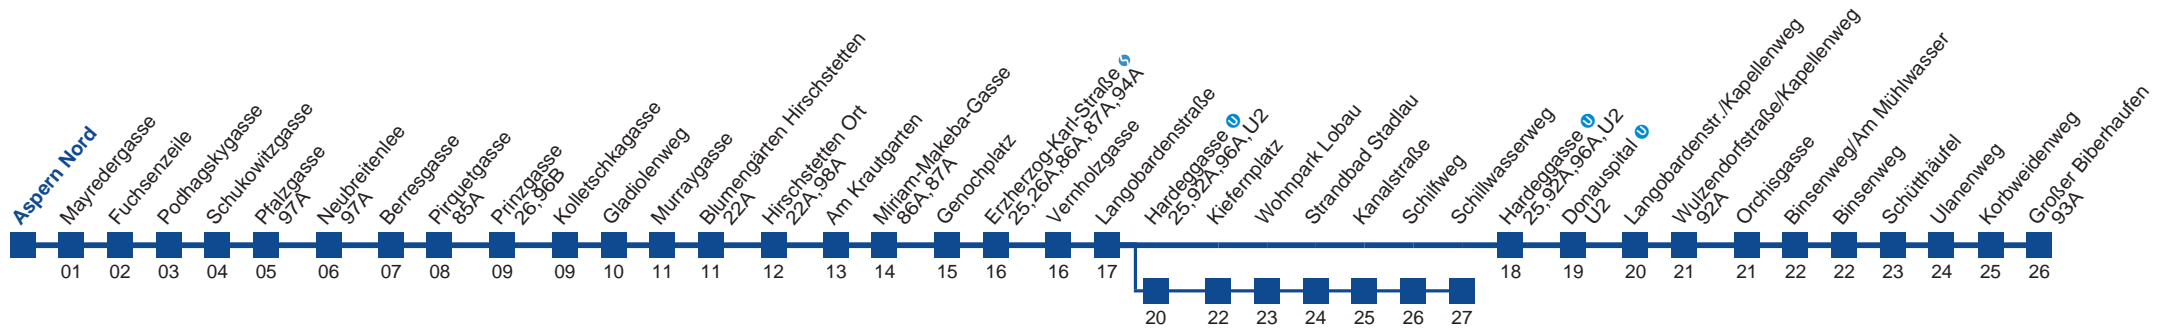 Aspern Nord
Mayredergasse
01
Fuchsenzeile
02
Podhagskygasse
03
Schukowitzgasse
04
Pfalzgasse
97A
05
Neubreitenlee
97A
06
Berresgasse
07
Pirquetgasse
85A
08
Prinzgasse
26,96B
09
Kolletschkagasse
09
Gladiolenweg
10
Murraygasse
11
Blumengärten Hirschstetten
22A
11
Hirschstetten Ort
22A,98A
12
Am Krautgarten
13
Miriam-Makeba-Gasse
86A,87A
14
Genochplatz
15
Erzherzog-Karl-Straße S
25,26A,86A,87A,94A
16
Vernholzgasse
16
Langobardenstraße
17
Hardeggasse U
25,92A,96A,U2
20
Kiefernplatz
22
Wohnpark Lobau
23
Strandbad Stadlau
24
Kanalstraße
25
Schilfweg
26
Schillwasserweg
27
Hardeggasse U
25,92A,96A,U2
18
Donauspital U
U2
19
Langobardenstr./Kapellenweg
20
Wulzendorfstraße/Kapellenweg
92A
21
Orchisgasse
21
Binsenweg/Am Mühlwasser
22
Binsenweg
22
Schütthäufel
23
Ulanenweg
24
Korbweidenweg
25
Großer Biberhaufen
93A
26